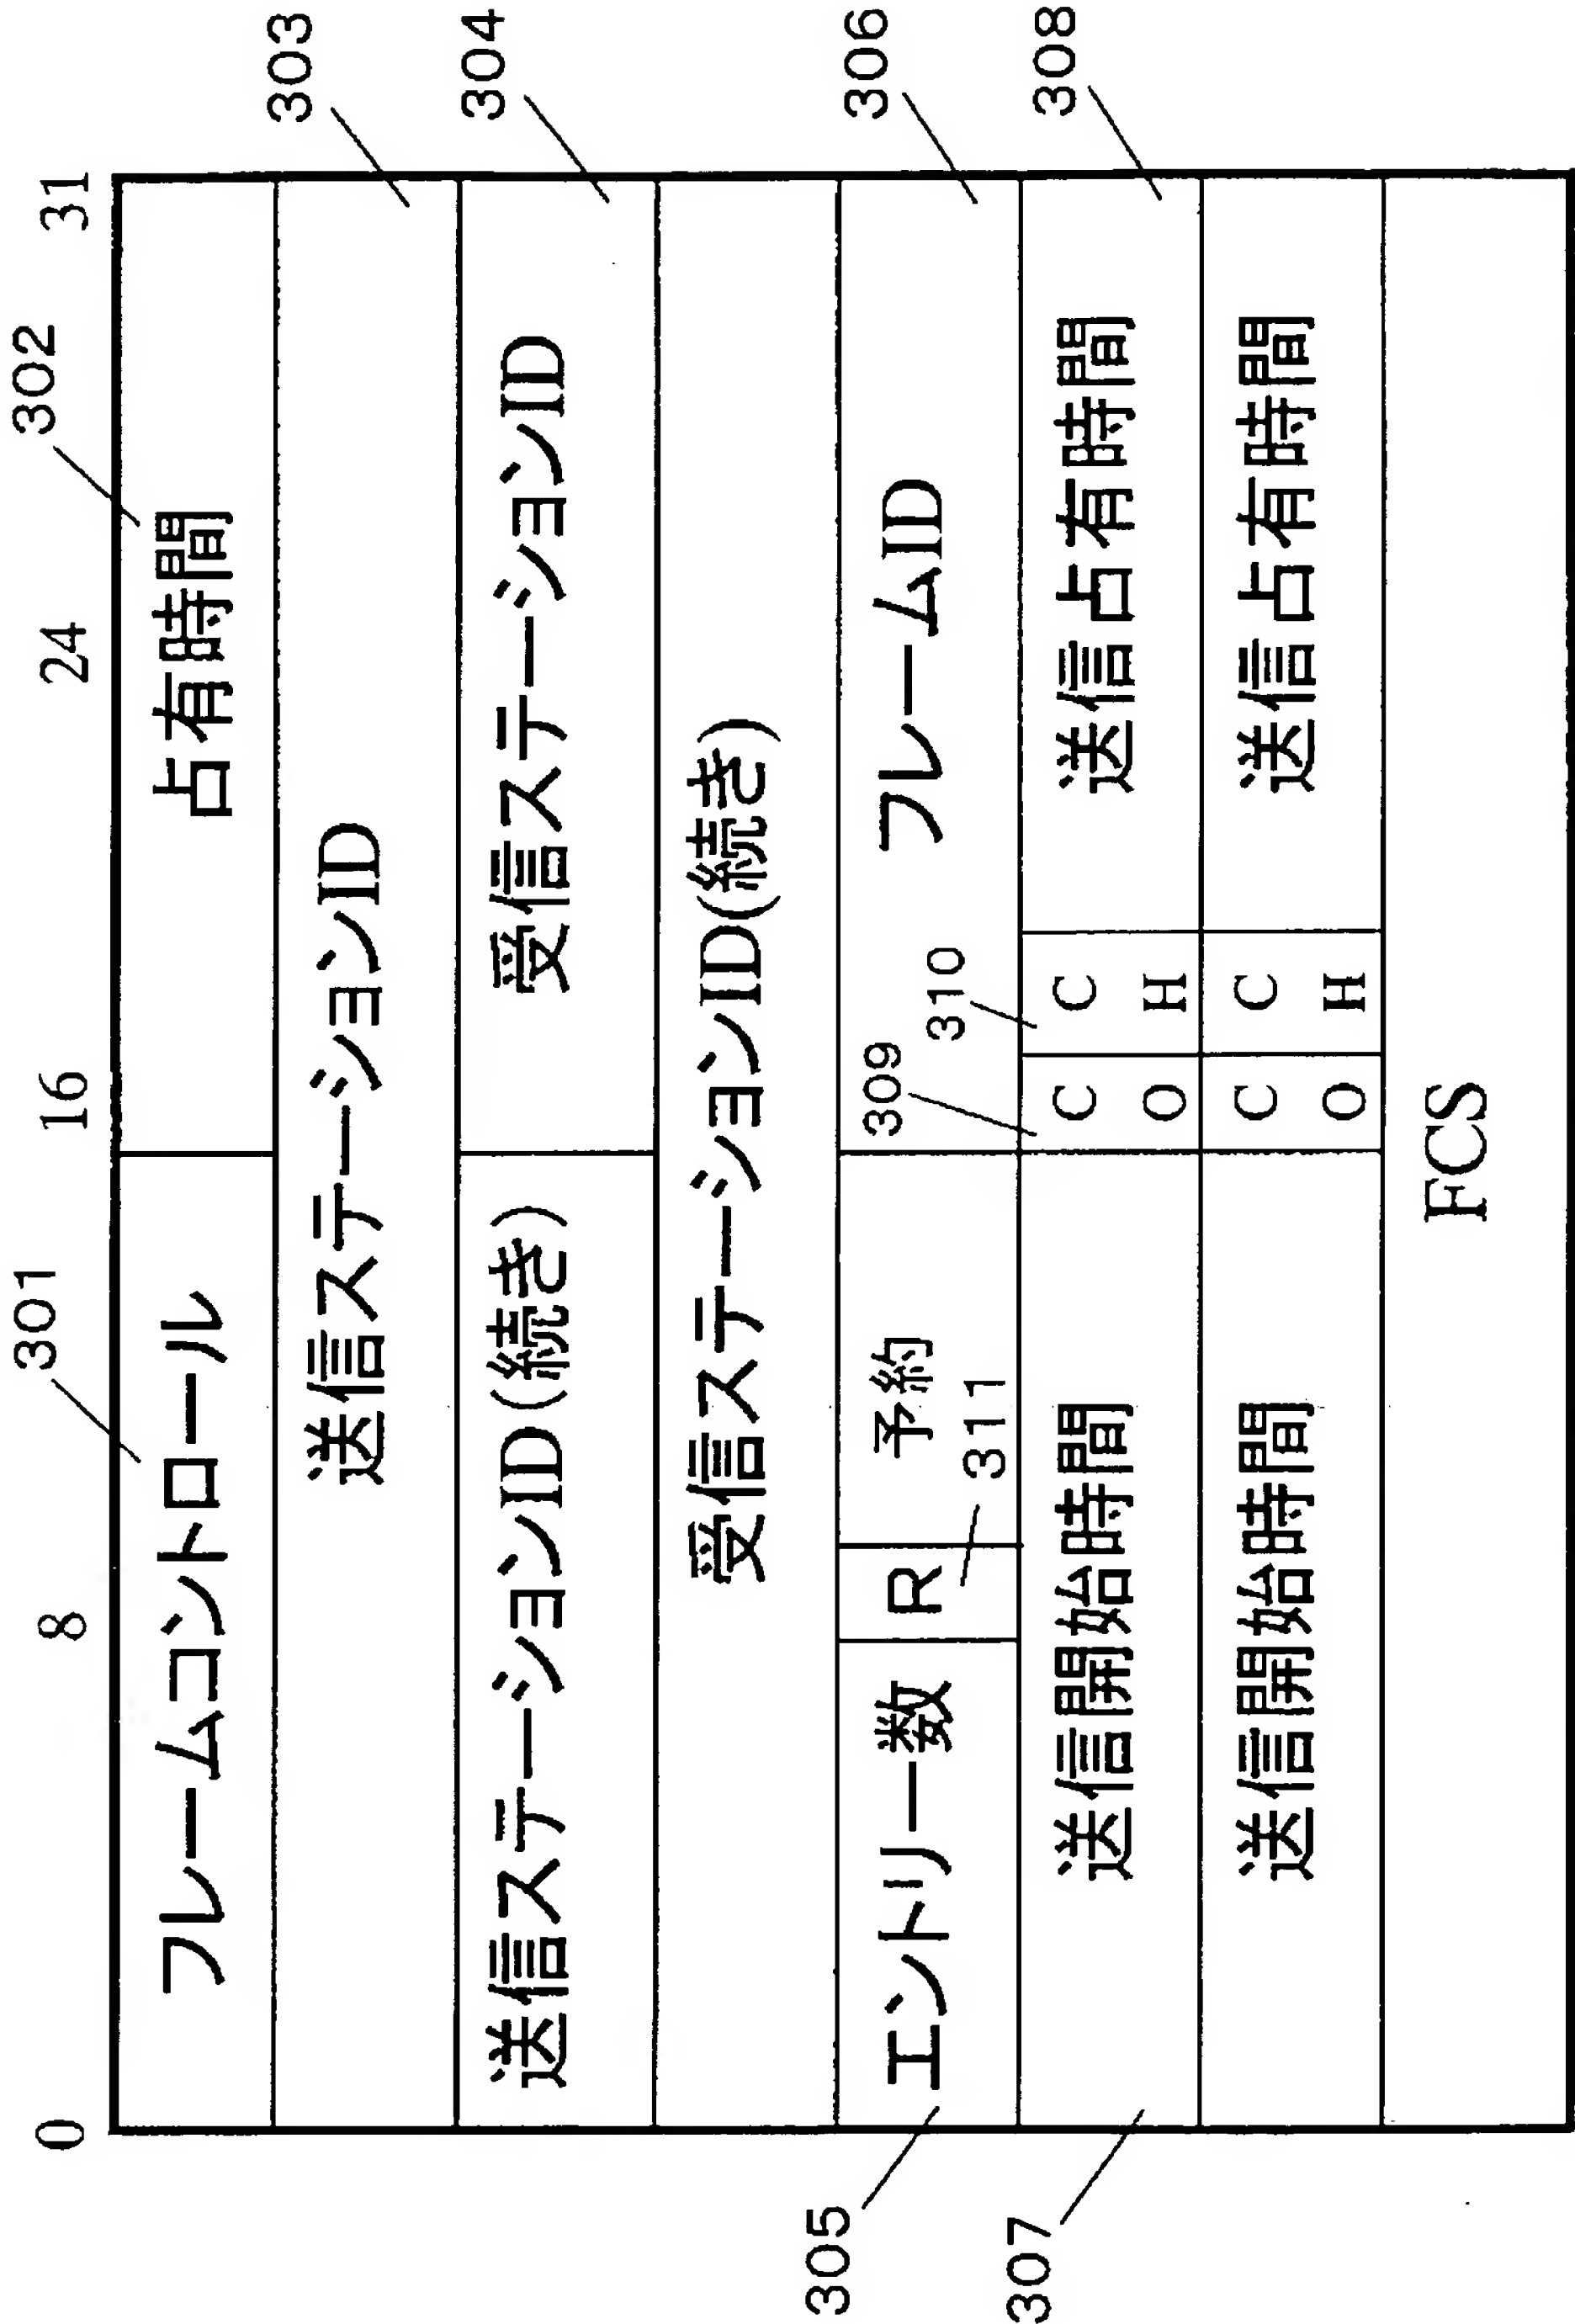 0 8 16 24 31
301 302
フレームコントロール 占有時間
303
送信ステーションID
304
送信ステーションID(続き) 受信ステーションID
受信ステーションID(続き)
305 306
エントリー数 R 予約 フレームID
311 309 310
307 308
送信開始時間 CO CH 送信占有時間
送信開始時間 CO CH 送信占有時間
FCS